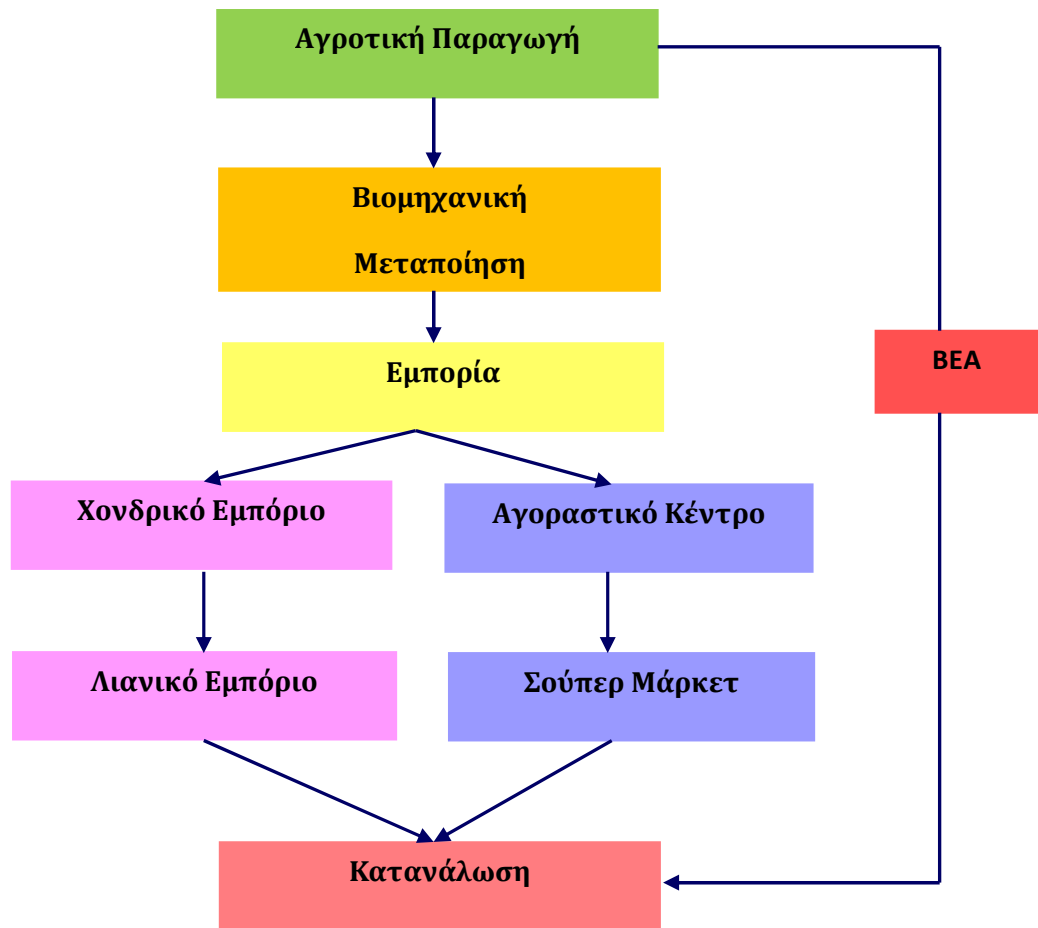 Αγροτική Παραγωγή
Βιομηχανική
Μεταποίηση
Εμπορία
ΒΕΑ
Χονδρικό Εμπόριο
Αγοραστικό Κέντρο
Λιανικό Εμπόριο
Σούπερ Μάρκετ
Κατανάλωση